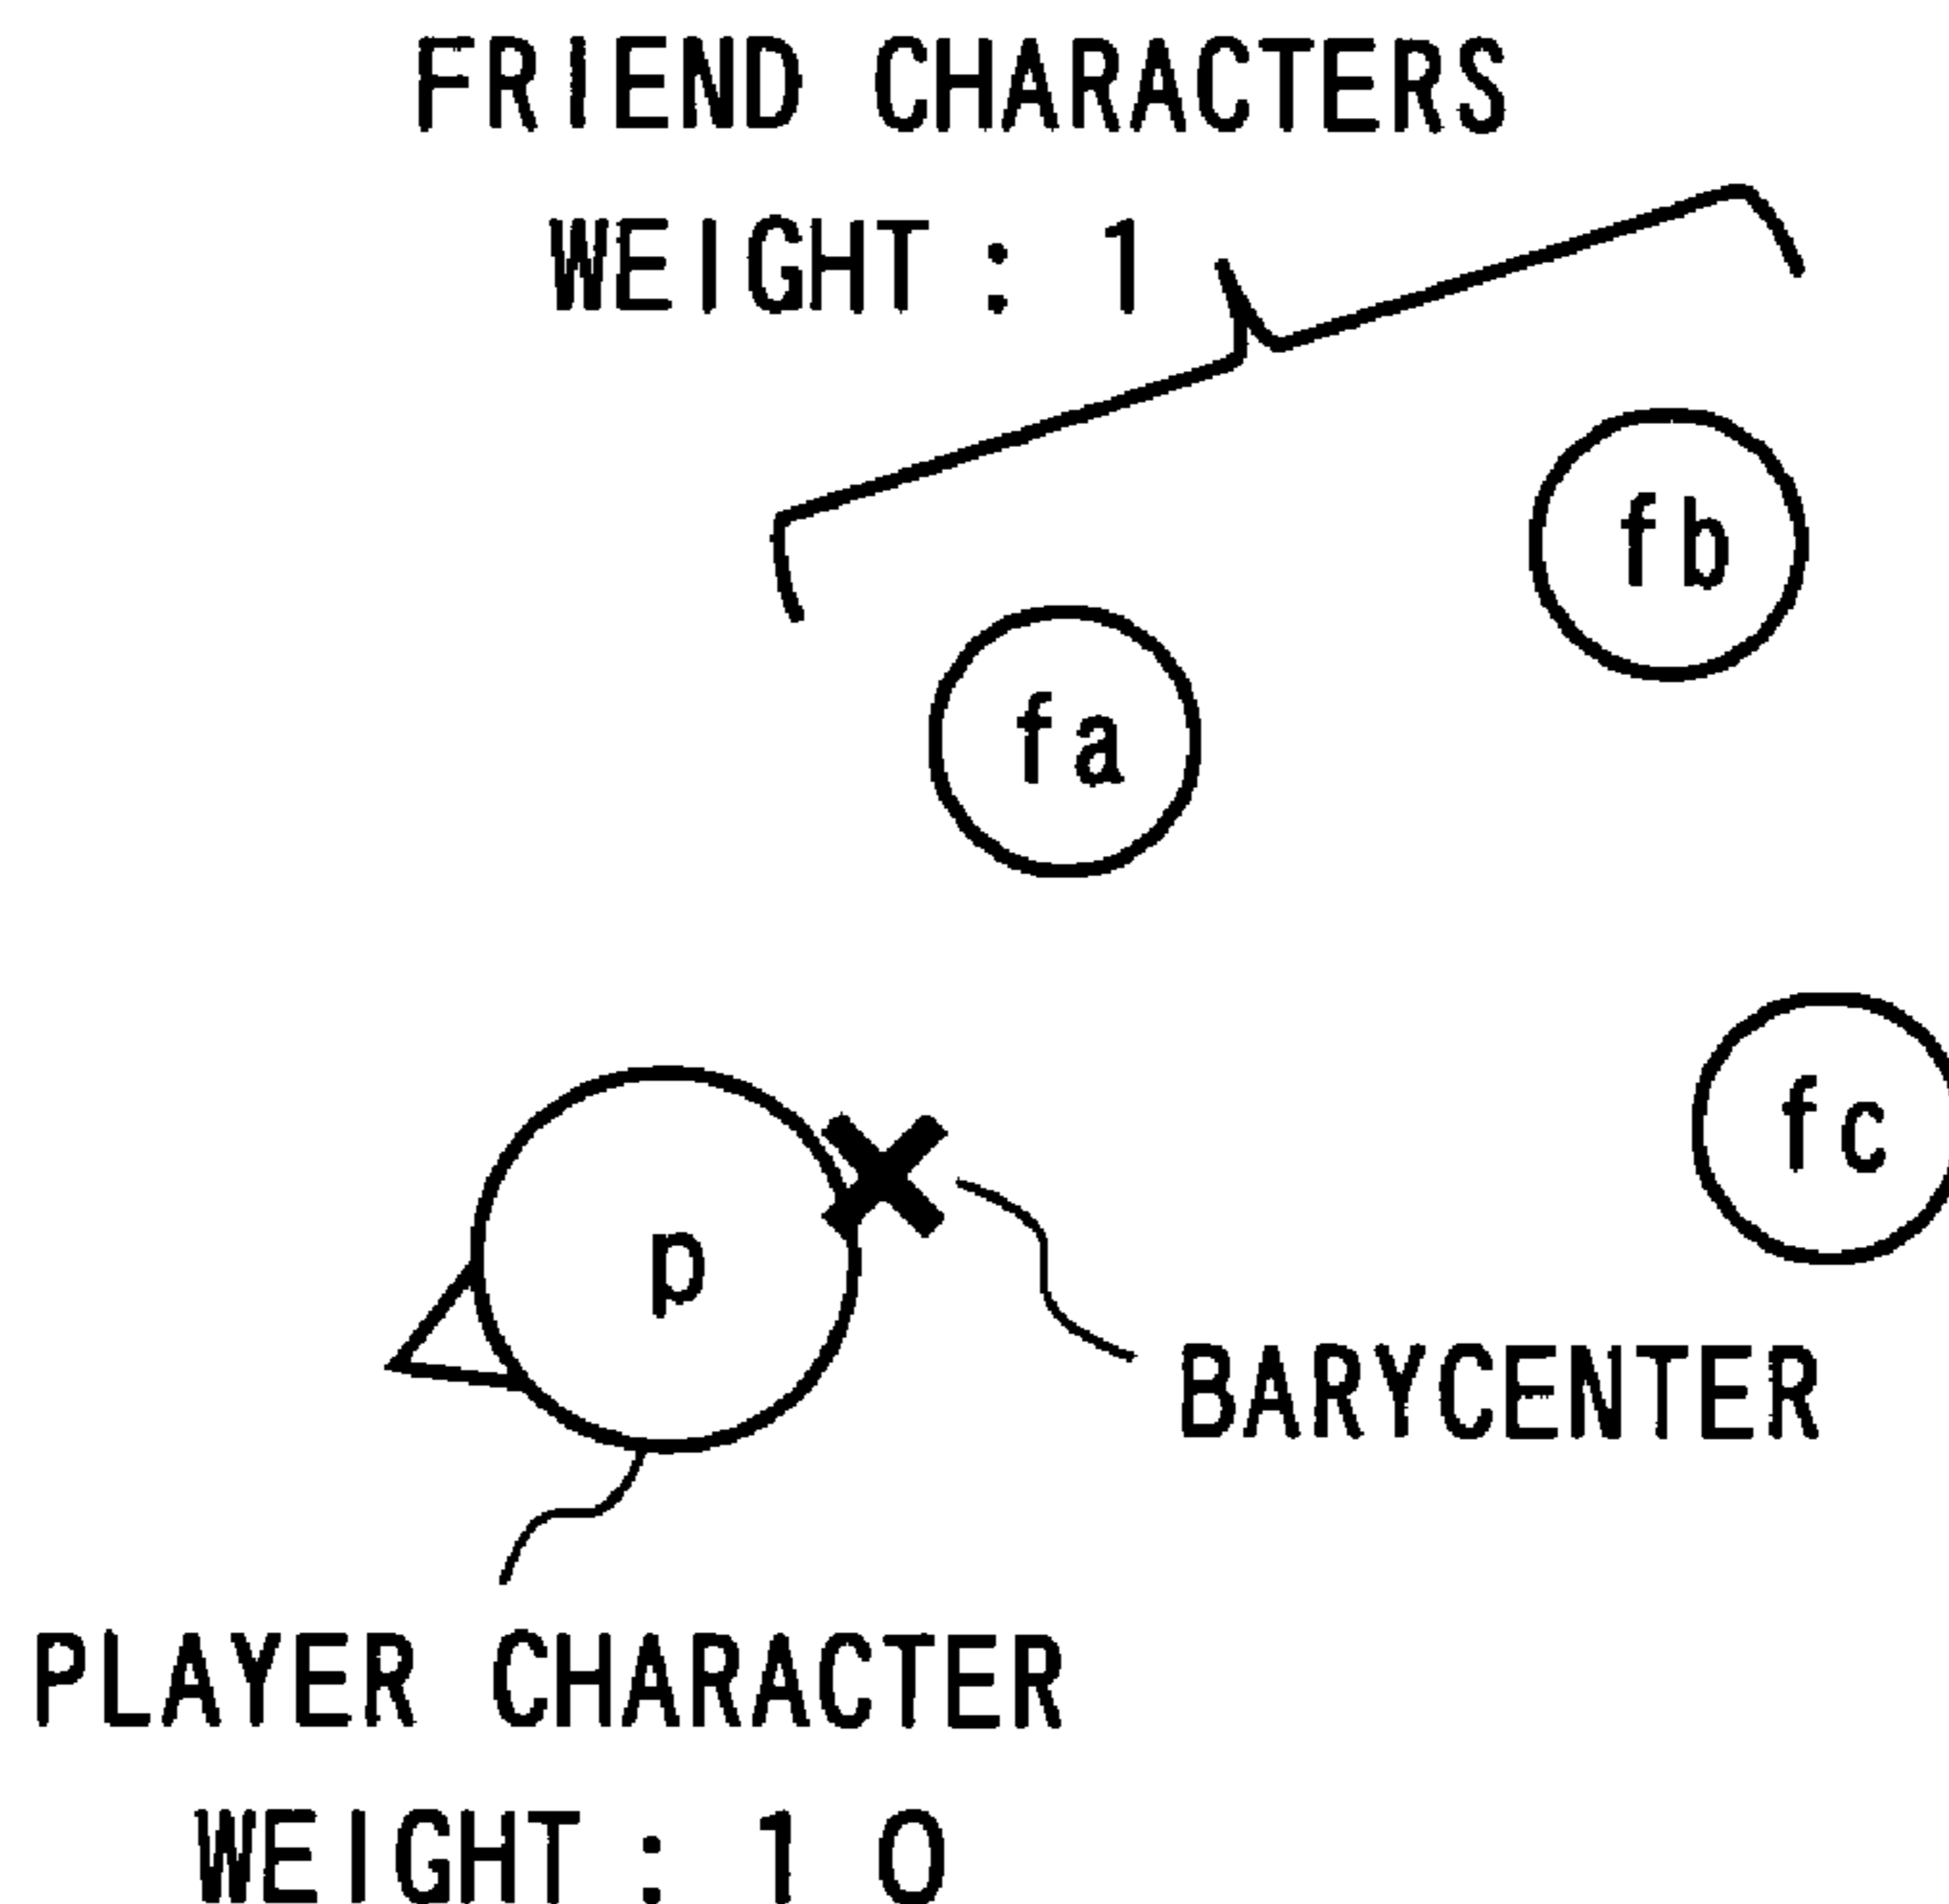 FRIEND CHARACTERS
WEIGHT: 1
fb
fa
fc
p
BARYCENTER
PLAYER CHARACTER
WEIGHT: 10